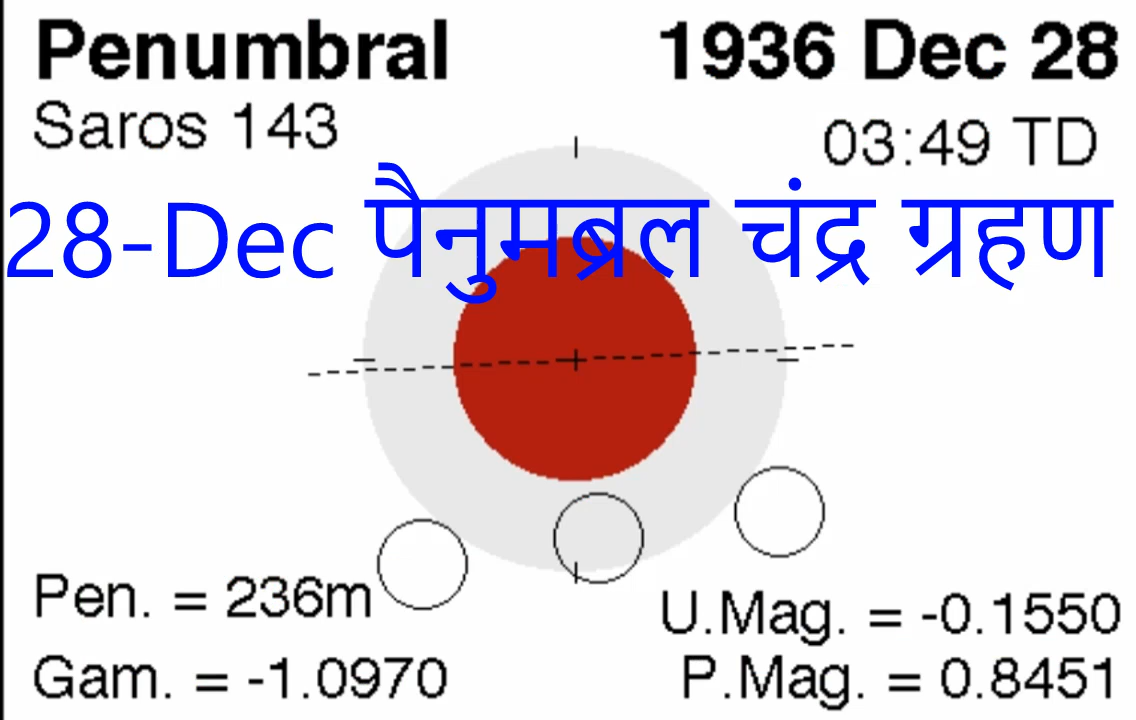 Penumbral 1936 Dec 28
Saros 143 03:49 TD
28-Dec पैनुमब्रल चंद्र ग्रहण
Pen. = 236m U.Mag. = -0.1550
Gam. = -1.0970 P.Mag. = 0.8451